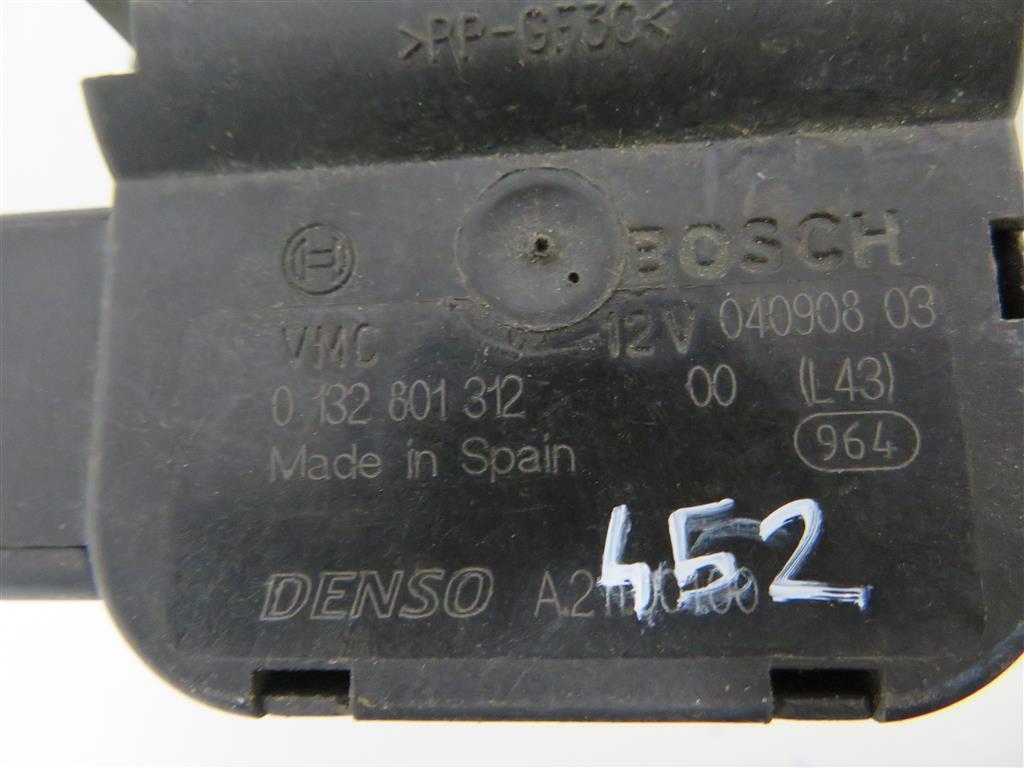 >PP-GF30<
BOSCH
VMC 12V 040908 03
0 132 801 312 00 (L43)
Made in Spain 964
452
DENSO